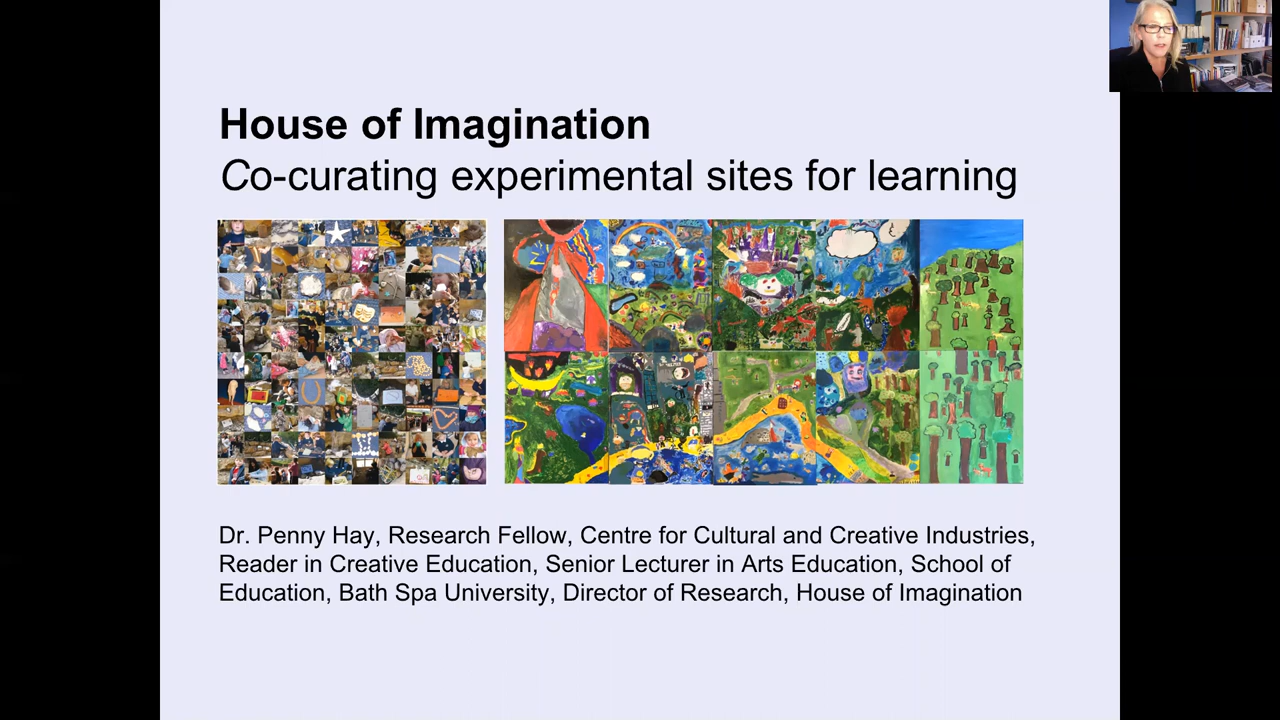 House of Imagination
Co-curating experimental sites for learning
Dr. Penny Hay, Research Fellow, Centre for Cultural and Creative Industries,
Reader in Creative Education, Senior Lecturer in Arts Education, School of
Education, Bath Spa University, Director of Research, House of Imagination